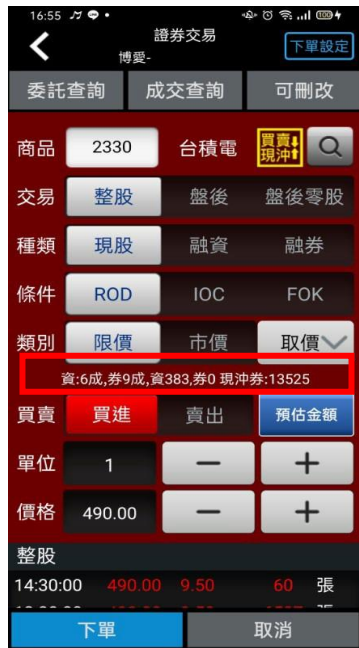 16:55
證券交易
博愛-
下單設定
委託查詢 成交查詢 可刪改
商品 2330 台積電 買賣現沖
交易 整股 盤後 盤後零股
種類 現股 融資 融券
條件 ROD IOC FOK
類別 限價 市價 取價
資:6成,券9成,資383,券0 現沖券:13525
買賣 買進 賣出 預估金額
單位 1 − +
價格 490.00 − +
整股
14:30:00 490.00 9.50 60 張
下單 取消